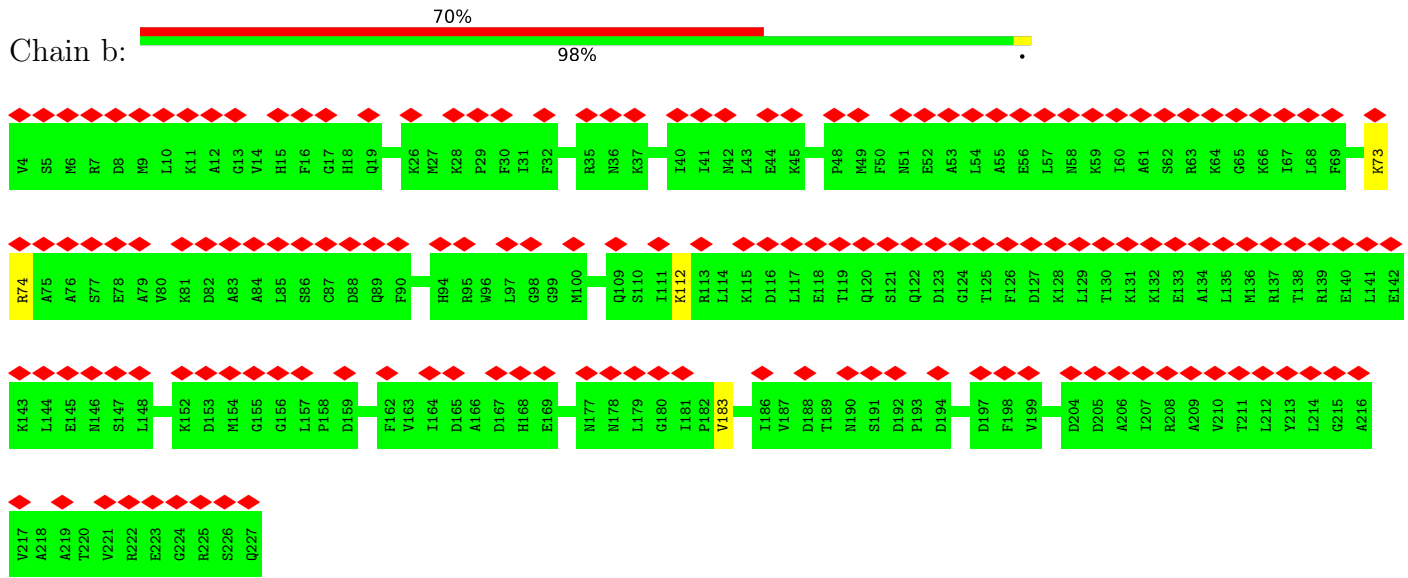 70%
Chain b:
98%
.
V4 S5 M6 R7 D8 M9 L10 K11 A12 G13 V14 H15 F16 G17 H18 Q19 K26 M27 K28 P29 F30 I31 F32 R35 N36 K37 I40 I41 N42 L43 E44 K45 P48 M49 F50 N51 E52 A53 L54 A55 E56 L57 N58 K59 I60 A61 S62 R63 K64 G65 K66 I67 L68 F69 K73
R74 A75 A76 S77 E78 A79 V80 K81 D82 A83 A84 L85 S86 C87 D88 Q89 F90 H94 R95 W96 L97 G98 G99 M100 Q109 S110 I111 K112 R113 L114 K115 D116 L117 E118 T119 Q120 S121 Q122 D123 G124 T125 F126 D127 K128 L129 T130 K131 K132 E133 A134 L135 M136 R137 T138 R139 E140 L141 E142
K143 L144 E145 N146 S147 L148 K152 D153 M154 G155 G156 L157 P158 D159 F162 V163 I164 D165 A166 D167 H168 E169 N177 N178 L179 G180 I181 P182 V183 I186 V187 D188 T189 N190 S191 D192 P193 D194 D197 F198 V199 D204 D205 A206 I207 R208 A209 V210 T211 L212 Y213 L214 G215 A216
V217 A218 A219 T220 V221 R222 E223 G224 R225 S226 Q227